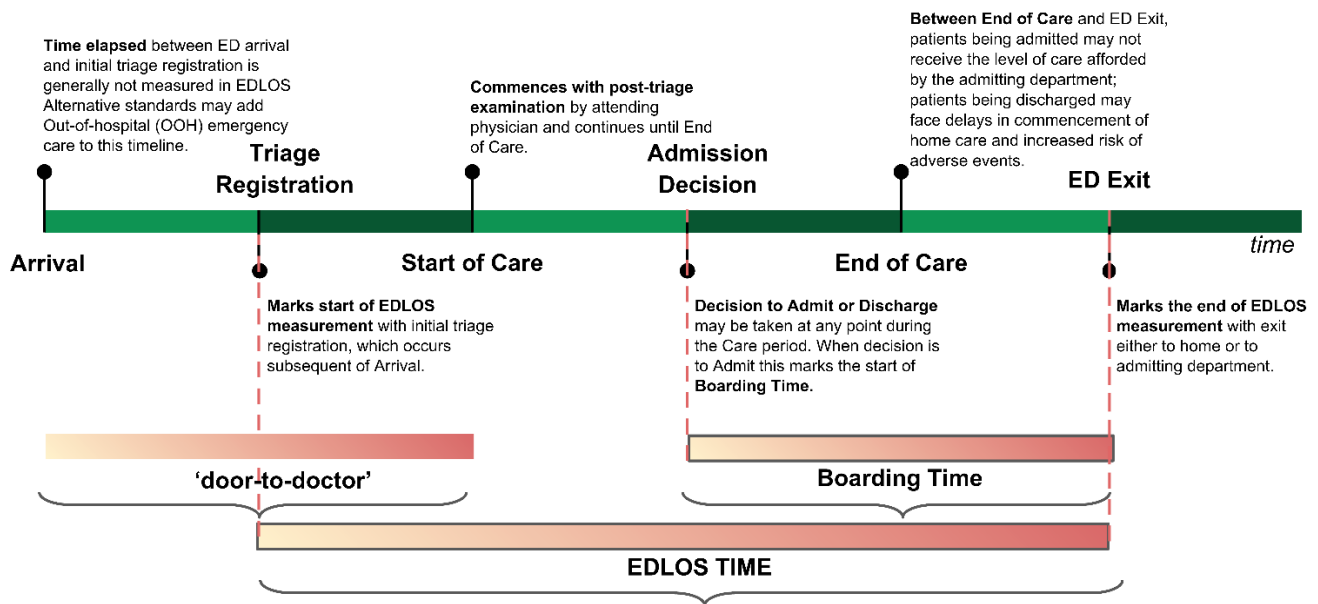 Time elapsed between ED arrival
and initial triage registration is
generally not measured in EDLOS
Alternative standards may add
Out-of-hospital (OOH) emergency
care to this timeline.
Triage
Registration
Commences with post-triage
examination by attending
physician and continues until End
of Care.
Admission
Decision
Between End of Care and ED Exit,
patients being admitted may not
receive the level of care afforded
by the admitting department;
patients being discharged may
face delays in commencement of
home care and increased risk of
adverse events.
ED Exit
time
Arrival
Start of Care
End of Care
Marks start of EDLOS
measurement with initial triage
registration, which occurs
subsequent of Arrival.
Decision to Admit or Discharge
may be taken at any point during
the Care period. When decision is
to Admit this marks the start of
Boarding Time.
Marks the end of EDLOS
measurement with exit
either to home or to
admitting department.
‘door-to-doctor’
Boarding Time
EDLOS TIME